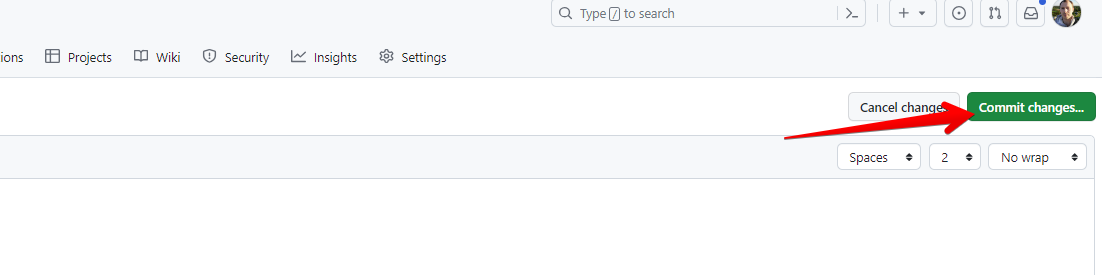 Type / to search
ions Projects Wiki Security Insights Settings
Cancel change
Commit changes...
Spaces 2 No wrap